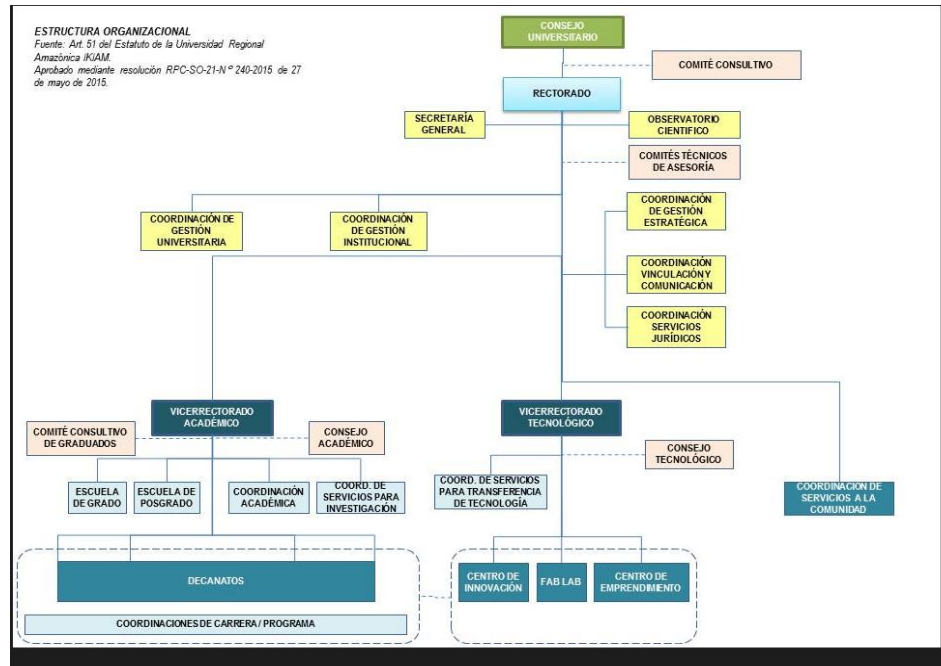 ESTRUCTURA ORGANIZACIONAL
Fuente: Art. 51 del Estatuto de la Universidad Regional
Amazónica IKIAM.
Aprobado mediante resolución RPC-SO-21-Nº 240-2015 de 27
de mayo de 2015.
CONSEJO
UNIVERSITARIO
COMITÉ CONSULTIVO
RECTORADO
SECRETARÍA
GENERAL
OBSERVATORIO
CIENTIFICO
COMITÉS TÉCNICOS
DE ASESORÍA
COORDINACIÓN DE
GESTIÓN
UNIVERSITARIA
COORDINACIÓN
DE GESTIÓN
INSTITUCIONAL
COORDINACIÓN
DE GESTIÓN
ESTRATÉGICA
COORDINACIÓN
VINCULACIÓN Y
COMUNICACIÓN
COORDINACIÓN
SERVICIOS
JURÍDICOS
VICERRECTORADO
ACADÉMICO
VICERRECTORADO
TECNOLÓGICO
COMITÉ CONSULTIVO
DE GRADUADOS
CONSEJO
ACADÉMICO
CONSEJO
TECNOLÓGICO
ESCUELA
DE GRADO
ESCUELA DE
POSGRADO
COORDINACIÓN
ACADÉMICA
COORD. DE
SERVICIOS PARA
INVESTIGACIÓN
COORD. DE SERVICIOS
PARA TRANSFERENCIA
DE TECNOLOGÍA
COORDINACIÓN DE
SERVICIOS A LA
COMUNIDAD
DECANATOS
CENTRO DE
INNOVACIÓN
FAB LAB
CENTRO DE
EMPRENDIMIENTO
COORDINACIONES DE CARRERA / PROGRAMA